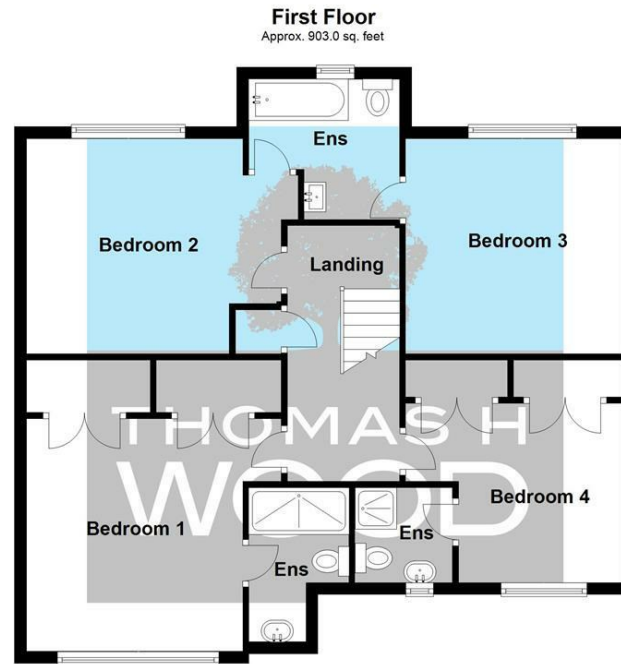 First Floor
Approx. 903.0 sq. feet
Ens
Bedroom 2
Bedroom 3
Landing
THOMAS H
WOOD
Bedroom 1
Bedroom 4
Ens
Ens